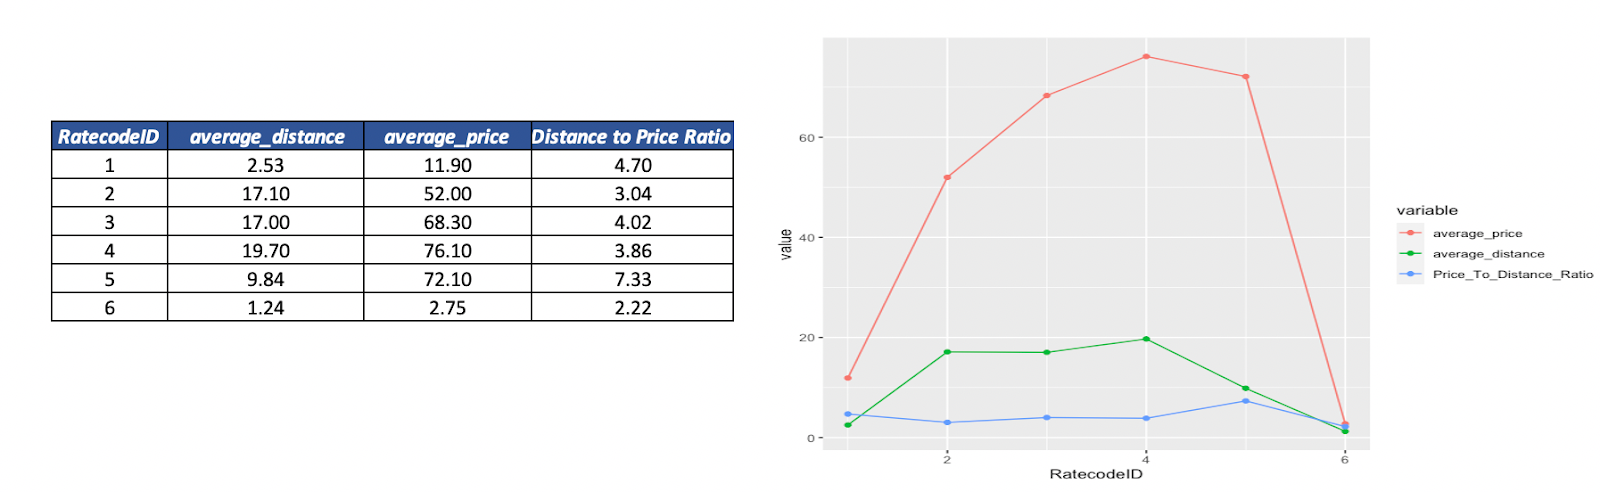 RatecodeID average_distance average_price Distance to Price Ratio
1 2.53 11.90 4.70
2 17.10 52.00 3.04
3 17.00 68.30 4.02
4 19.70 76.10 3.86
5 9.84 72.10 7.33
6 1.24 2.75 2.22
60
40
20
0
value
2 4 6
RatecodeID
variable
average_price
average_distance
Price_To_Distance_Ratio